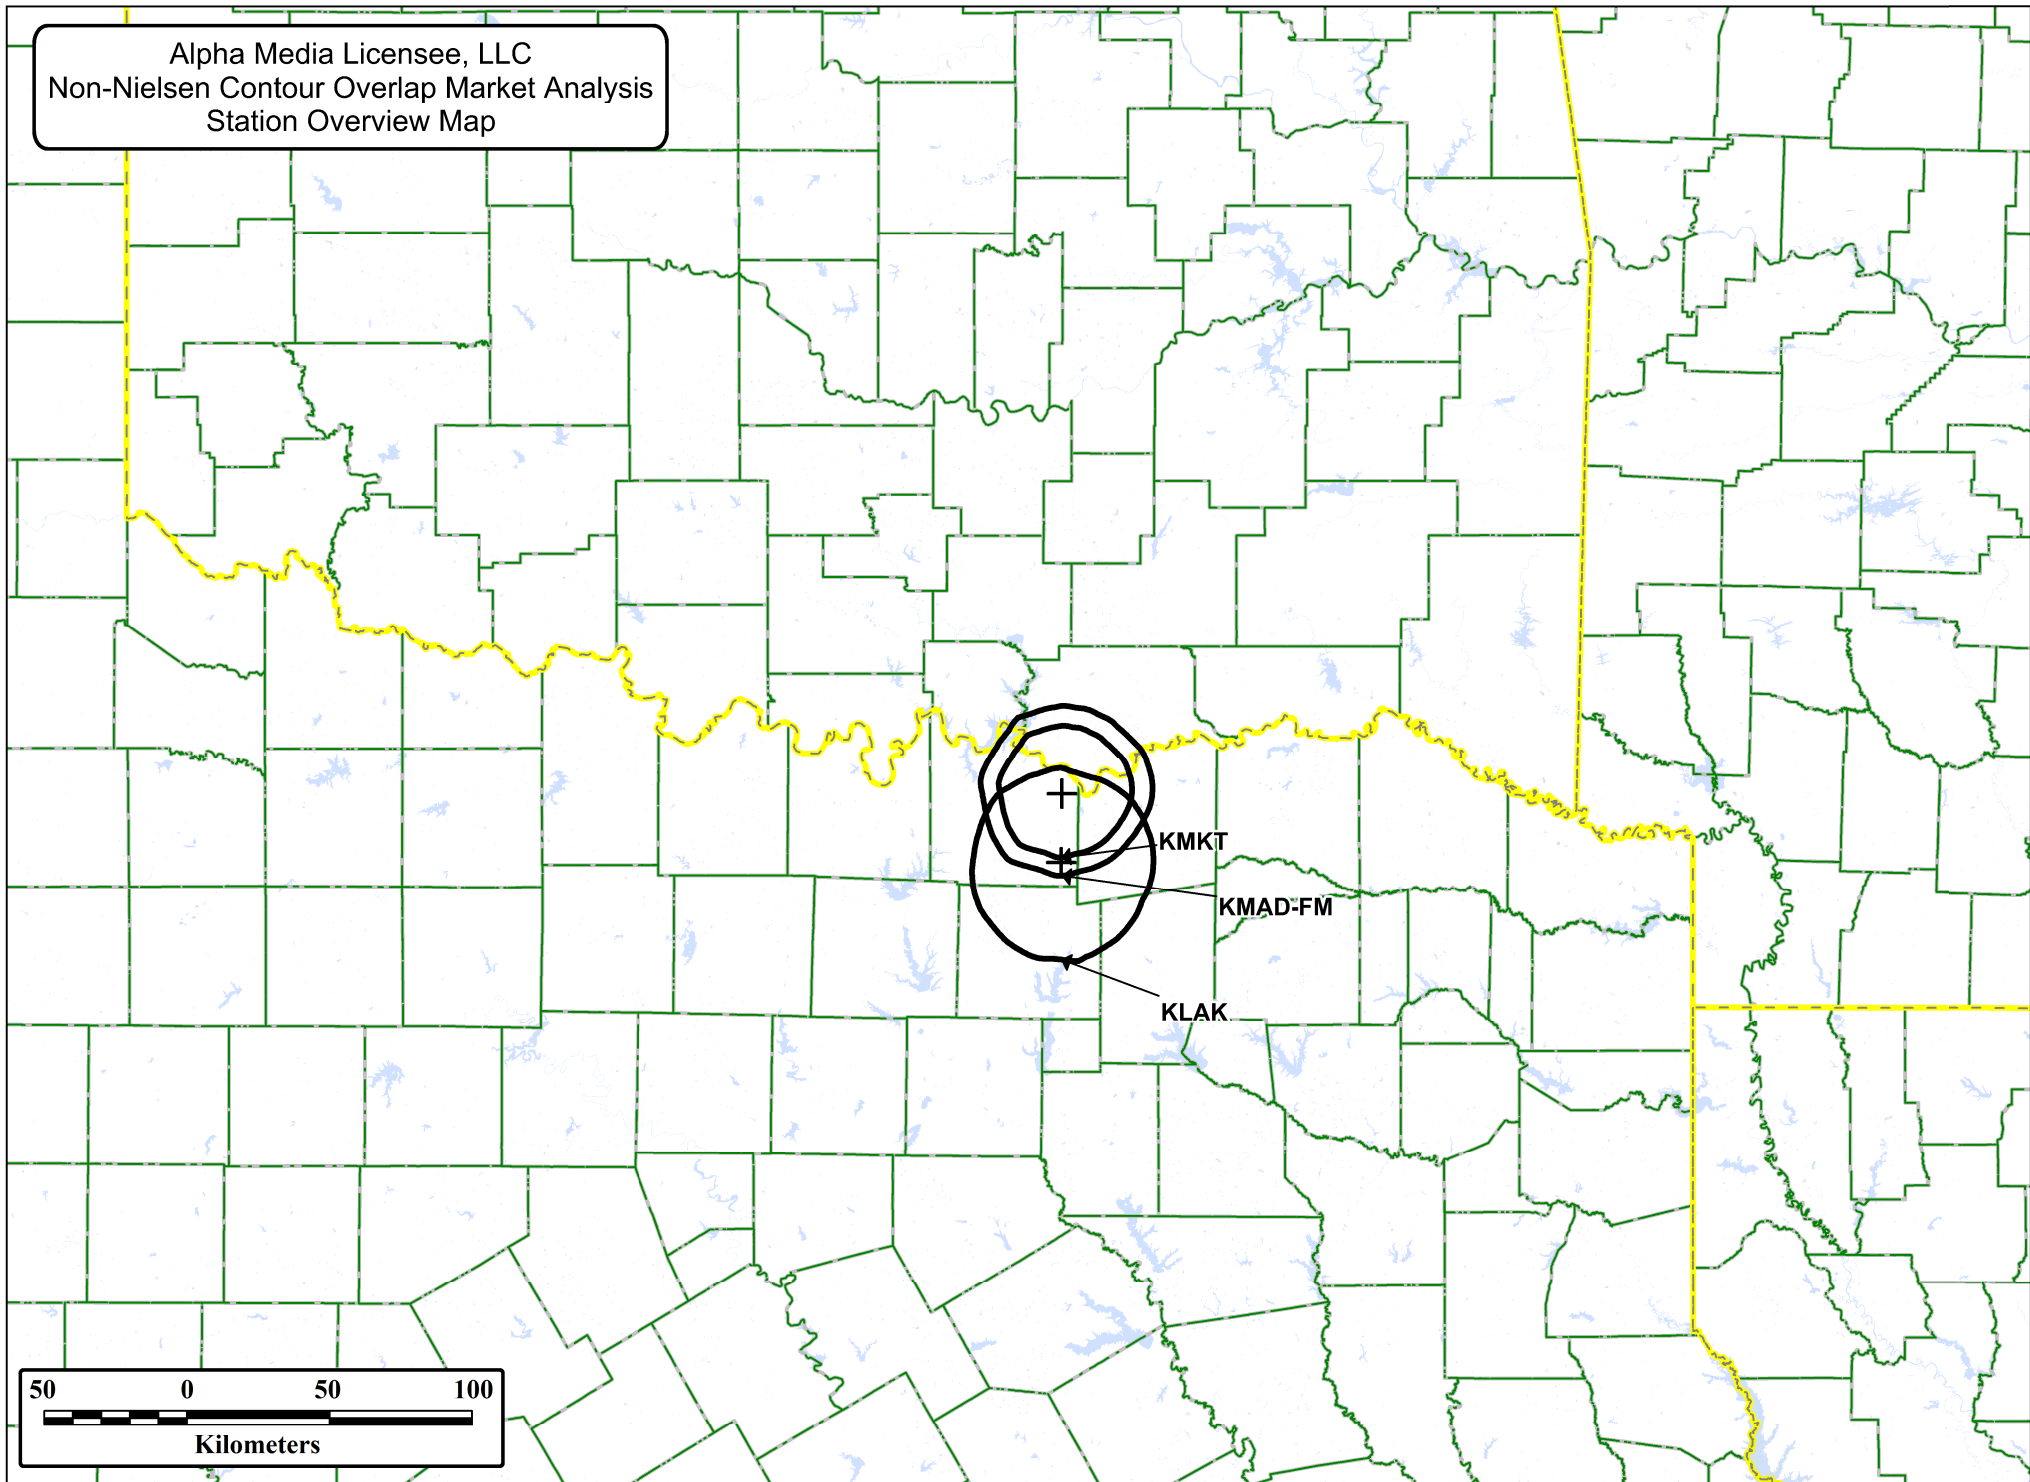 Alpha Media Licensee, LLC
Non-Nielsen Contour Overlap Market Analysis
Station Overview Map
KMKT
KMAD-FM
KLAK
50 0 50 100
Kilometers